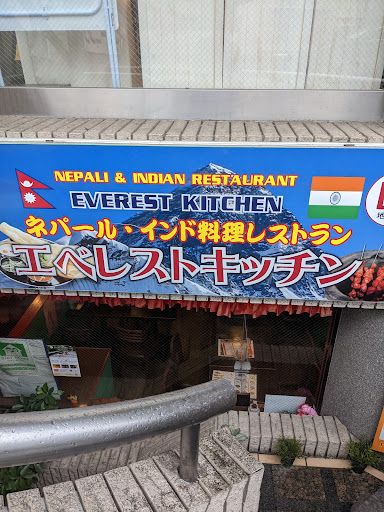 NEPALI & INDIAN RESTAURANT
EVEREST KITCHEN
ネパール・インド料理レストラン
エベレストキッチン
地